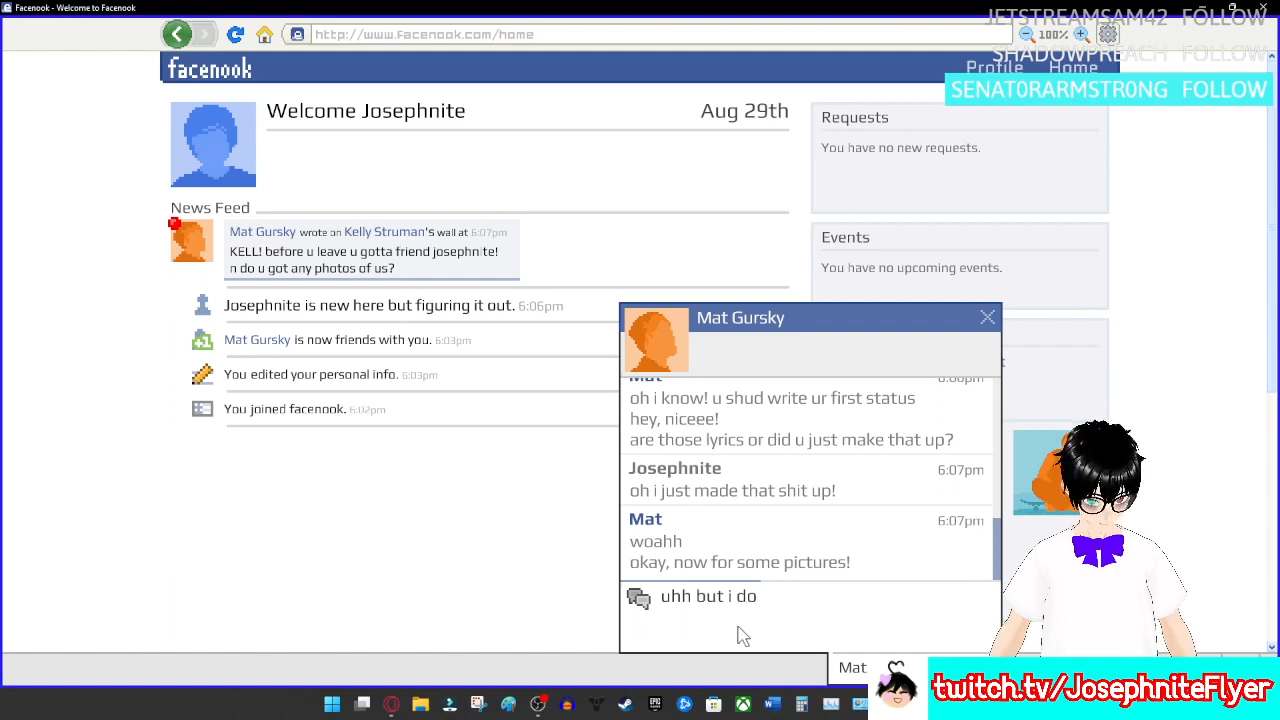 Facenook - Welcome to Facenook
JETSTREAMSAM42 FOLLOW
http://www.facenook.com/home
100%
SHADOWPREACH FOLLOW
facenook
Profile Home
SENAT0RARMSTR0NG FOLLOW
Welcome Josephnite
Aug 29th
Requests
You have no new requests.
News Feed
Mat Gursky wrote on Kelly Struman's wall at 6:07pm
KELL! before u leave u gotta friend josephnite!
n do u got any photos of us?
Events
You have no upcoming events.
Josephnite is new here but figuring it out. 6:06pm
Mat Gursky is now friends with you. 6:03pm
You edited your personal info. 6:03pm
You joined facenook. 6:02pm
Mat Gursky
Mat
oh i know! u shud write ur first status
hey, niceee!
are those lyrics or did u just make that up?
Josephnite 6:07pm
oh i just made that shit up!
Mat 6:07pm
woahh
okay, now for some pictures!
uhh but i do
Mat
twitch.tv/JosephniteFlyer